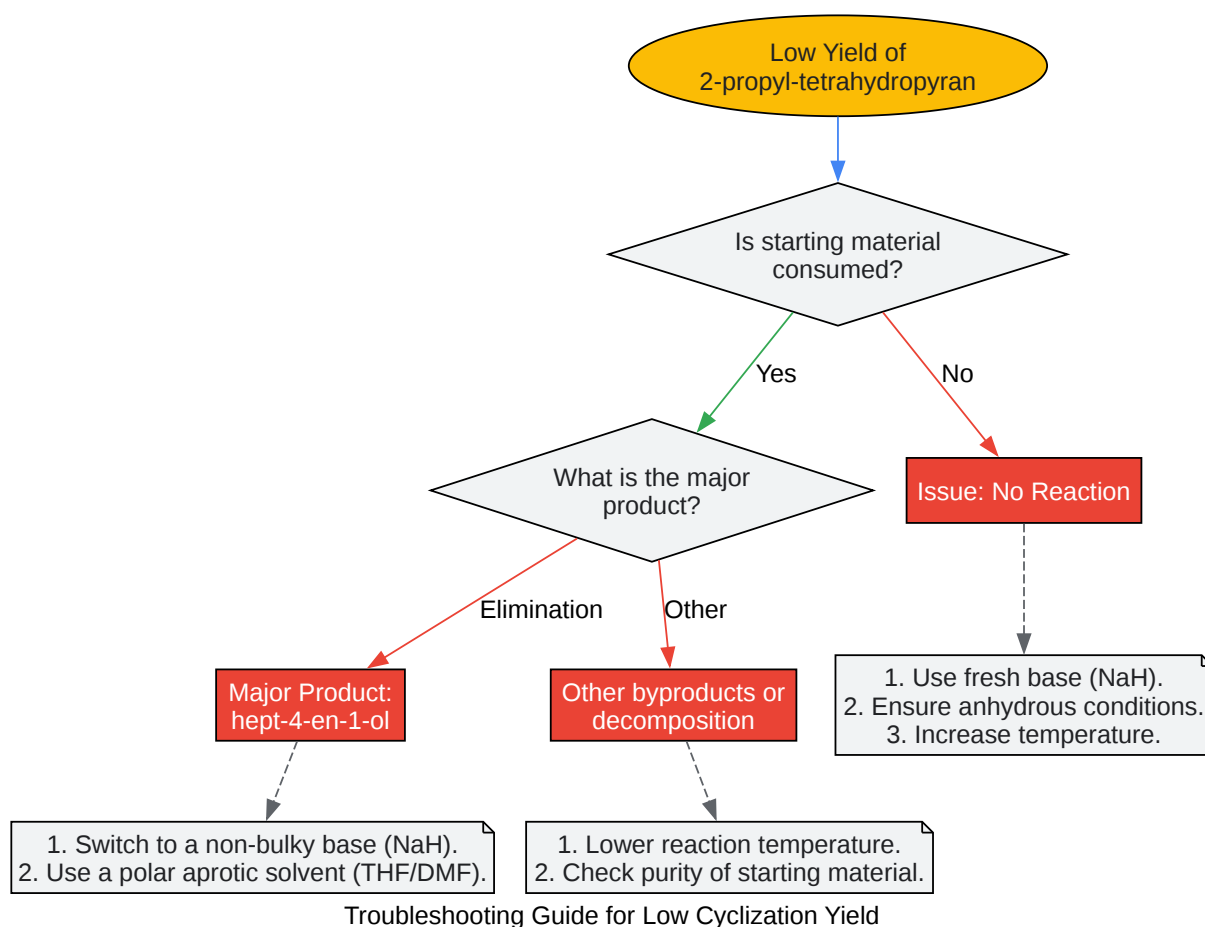 Low Yield of
2-propyl-tetrahydropyran
Is starting material
consumed?
Yes
No
What is the major
product?
Issue: No Reaction
Elimination
Other
Major Product:
hept-4-en-1-ol
Other byproducts or
decomposition
1. Use fresh base (NaH).
2. Ensure anhydrous conditions.
3. Increase temperature.
1. Switch to a non-bulky base (NaH).
2. Use a polar aprotic solvent (THF/DMF).
1. Lower reaction temperature.
2. Check purity of starting material.
Troubleshooting Guide for Low Cyclization Yield